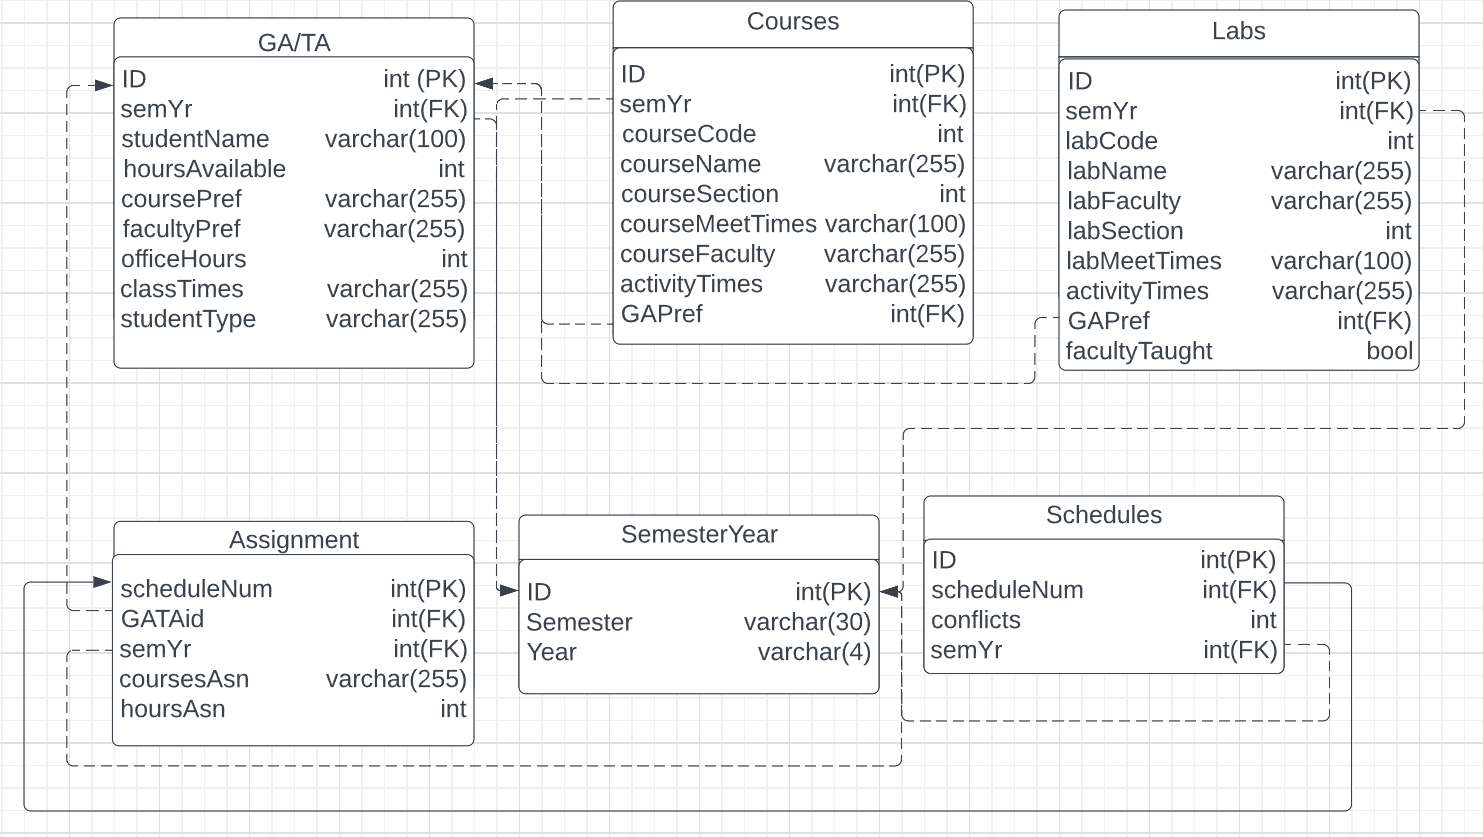 GA/TA
ID int (PK)
semYr int(FK)
studentName varchar(100)
hoursAvailable int
coursePref varchar(255)
facultyPref varchar(255)
officeHours int
classTimes varchar(255)
studentType varchar(255)
Courses
ID int(PK)
semYr int(FK)
courseCode int
courseName varchar(255)
courseSection int
courseMeetTimes varchar(100)
courseFaculty varchar(255)
activityTimes varchar(255)
GAPref int(FK)
Labs
ID int(PK)
semYr int(FK)
labCode int
labName varchar(255)
labFaculty varchar(255)
labSection int
labMeetTimes varchar(100)
activityTimes varchar(255)
GAPref int(FK)
facultyTaught bool
Assignment
scheduleNum int(PK)
GATAid int(FK)
semYr int(FK)
coursesAsn varchar(255)
hoursAsn int
SemesterYear
ID int(PK)
Semester varchar(30)
Year varchar(4)
Schedules
ID int(PK)
scheduleNum int(FK)
conflicts int
semYr int(FK)